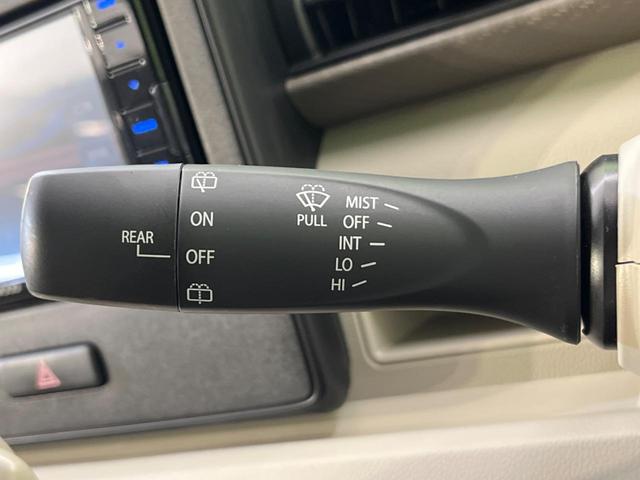 REAR
ON
OFF
PULL
MIST
OFF
INT
LO
HI